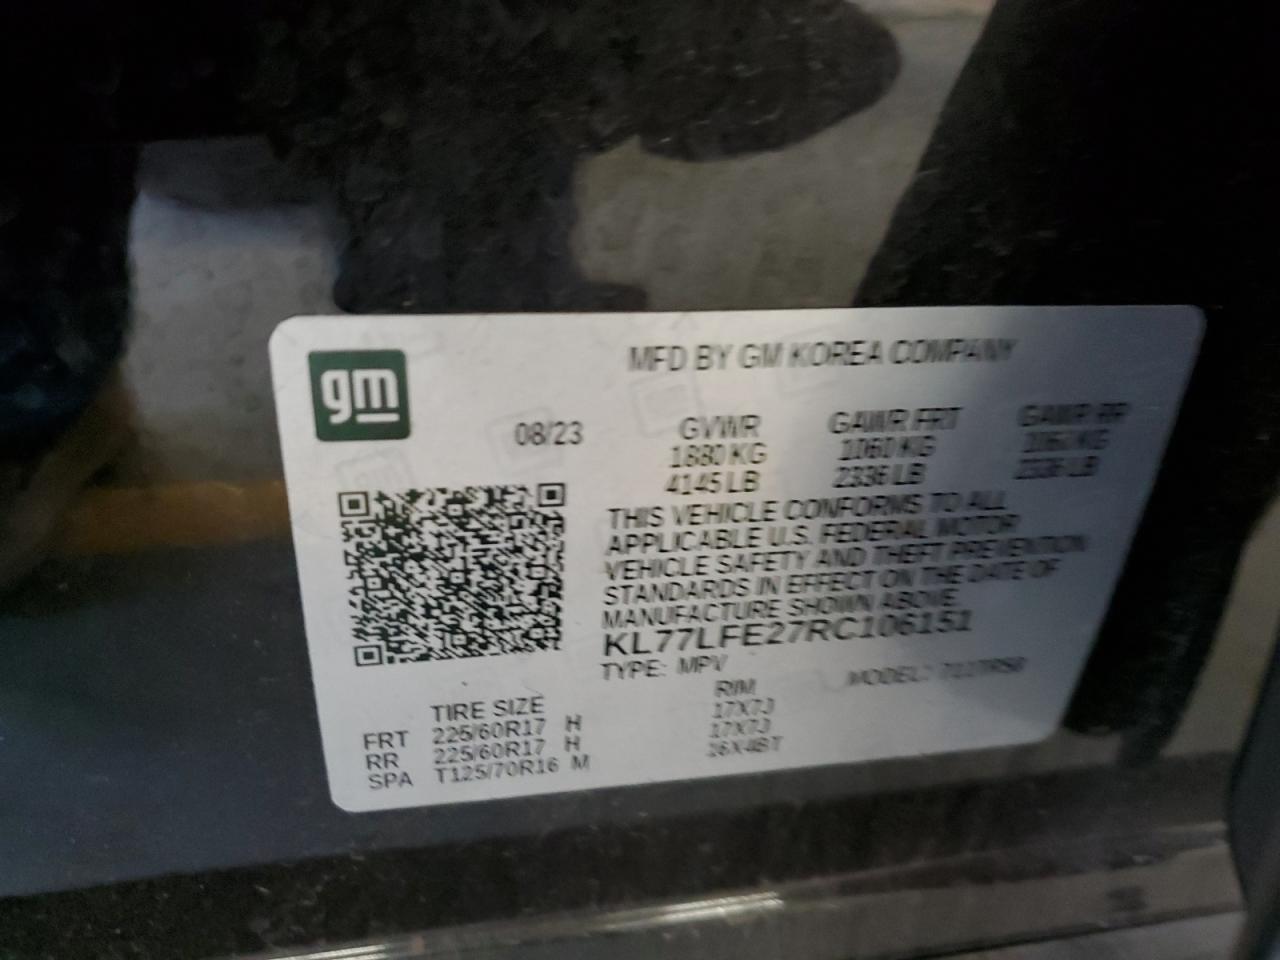 gm
MFD BY GM KOREA COMPANY
08/23
GVWR GAWR FRT GAWR RR
1880 KG 1060 KG 1060 KG
4145 LB 2336 LB 2336 LB
THIS VEHICLE CONFORMS TO ALL
APPLICABLE U.S. FEDERAL MOTOR
VEHICLE SAFETY AND THEFT PREVENTION
STANDARDS IN EFFECT ON THE DATE OF
MANUFACTURE SHOWN ABOVE.
KL77LFE27RC106151
TYPE: MPV MODEL:
TIRE SIZE RIM
FRT 225/60R17 H 17X7J
RR 225/60R17 H 17X7J
SPA T125/70R16 M 16X4BT